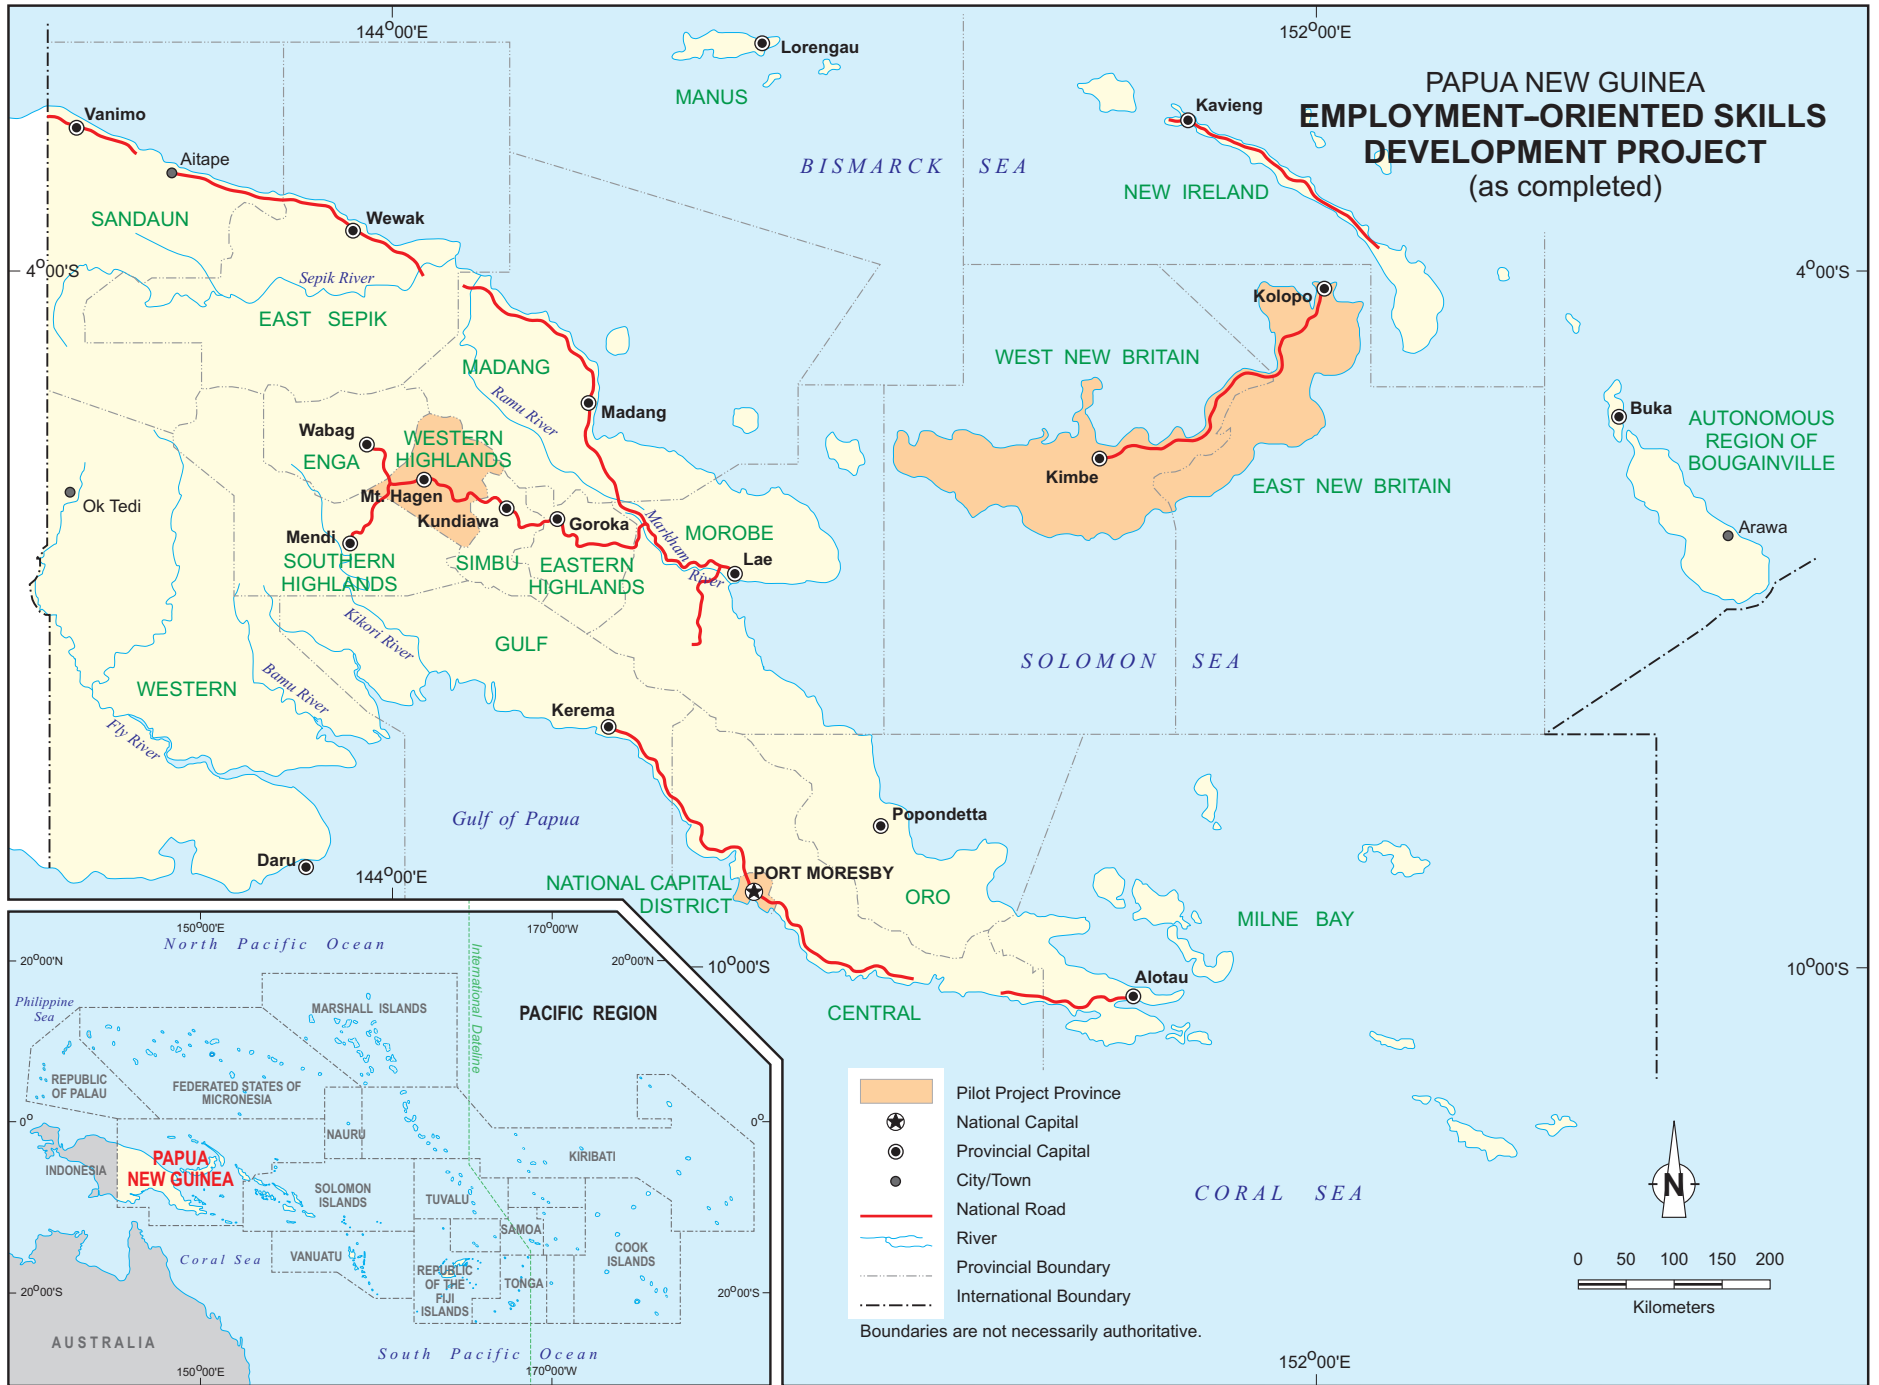 144°00'E
152°00'E
PAPUA NEW GUINEA
EMPLOYMENT–ORIENTED SKILLS
DEVELOPMENT PROJECT
(as completed)
Lorengau
MANUS
Vanimo
Aitape
SANDAUN
Wewak
Kavieng
BISMARCK SEA
NEW IRELAND
4°00'S
4°00'S
Sepik River
EAST SEPIK
Kolopo
WEST NEW BRITAIN
MADANG
Ramu River
Madang
Wabag
ENGA
WESTERN
HIGHLANDS
Mt. Hagen
Kundiawa
Goroka
Kimbe
EAST NEW BRITAIN
Buka
AUTONOMOUS
REGION OF
BOUGAINVILLE
Arawa
Ok Tedi
Mendi
SOUTHERN
HIGHLANDS
SIMBU
EASTERN
HIGHLANDS
Markham
River
MOROBE
Lae
Kikori River
GULF
SOLOMON SEA
WESTERN
Bamu River
Fly River
Kerema
Gulf of Papua
Popondetta
Daru
144°00'E
NATIONAL CAPITAL
DISTRICT
PORT MORESBY
ORO
MILNE BAY
10°00'S
10°00'S
Alotau
CENTRAL
CORAL SEA
Pilot Project Province
National Capital
Provincial Capital
City/Town
National Road
River
Provincial Boundary
International Boundary
Boundaries are not necessarily authoritative.
N
0 50 100 150 200
Kilometers
152°00'E
150°00'E
170°00'W
North Pacific Ocean
20°00'N
20°00'N
International Dateline
Philippine
Sea
PACIFIC REGION
MARSHALL ISLANDS
REPUBLIC
OF PALAU
FEDERATED STATES OF
MICRONESIA
0°
0°
NAURU
INDONESIA
PAPUA
NEW GUINEA
KIRIBATI
SOLOMON
ISLANDS
TUVALU
SAMOA
Coral Sea
VANUATU
REPUBLIC
OF THE
FIJI
ISLANDS
TONGA
COOK
ISLANDS
20°00'S
20°00'S
AUSTRALIA
South Pacific Ocean
150°00'E
170°00'W